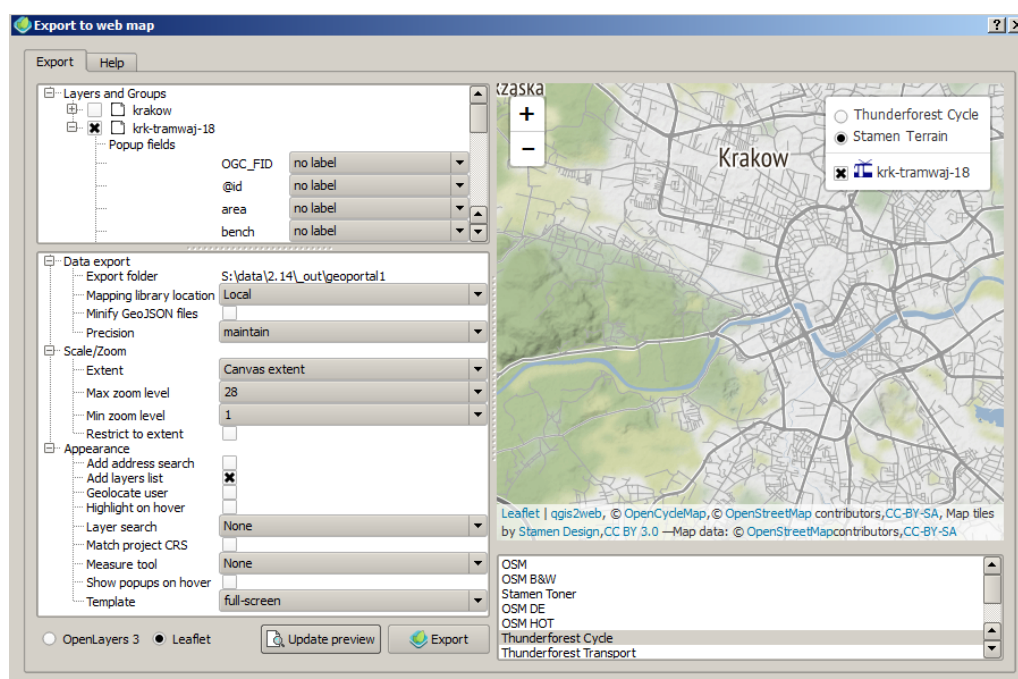 Export to web map
Export Help
Layers and Groups
krakow
krk-tramwaj-18
Popup fields
OGC_FID no label
@id no label
area no label
bench no label
Data export
Export folder S:\data\2.14\_out\geoportal1
Mapping library location Local
Minify GeoJSON files
Precision maintain
Scale/Zoom
Extent Canvas extent
Max zoom level 28
Min zoom level 1
Restrict to extent
Appearance
Add address search
Add layers list
Geolocate user
Highlight on hover
Layer search None
Match project CRS
Measure tool None
Show popups on hover
Template full-screen
OpenLayers 3 Leaflet Update preview Export
+
−
Krakow
Thunderforest Cycle
Stamen Terrain
krk-tramwaj-18
Leaflet | qgis2web, © OpenCycleMap,© OpenStreetMap contributors,CC-BY-SA, Map tiles
by Stamen Design,CC BY 3.0 —Map data: © OpenStreetMapcontributors,CC-BY-SA
OSM
OSM B&W
Stamen Toner
OSM DE
OSM HOT
Thunderforest Cycle
Thunderforest Transport